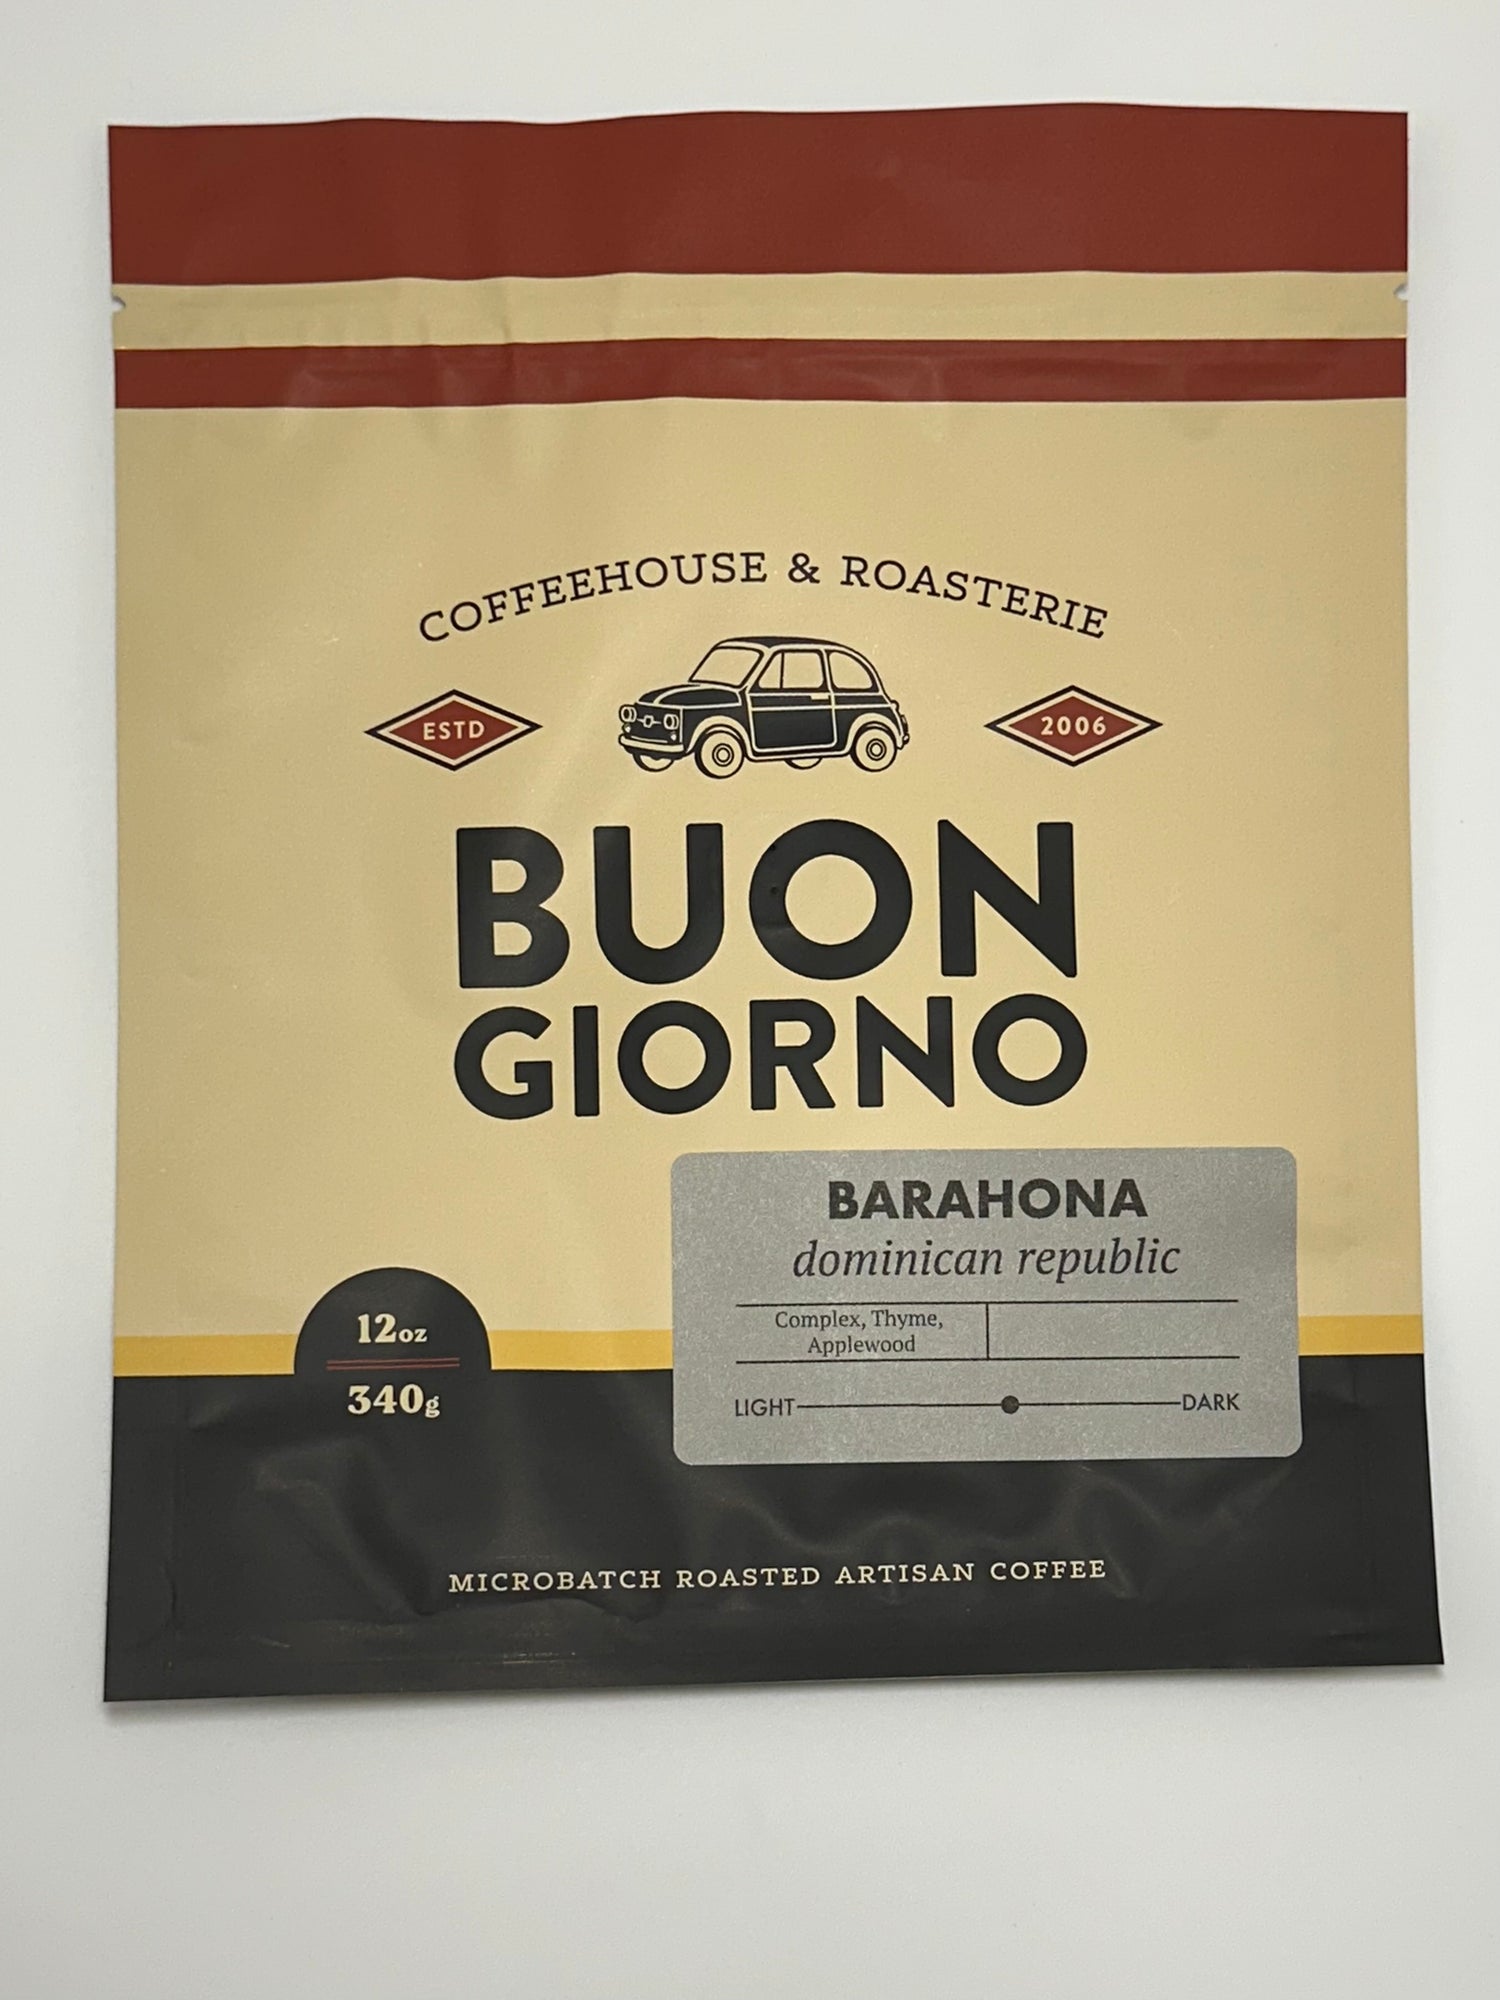 COFFEEHOUSE & ROASTERIE
ESTD
2006
BUON
GIORNO
BARAHONA
dominican republic
Complex, Thyme,
Applewood
LIGHT
DARK
12oz
340g
MICROBATCH ROASTED ARTISAN COFFEE